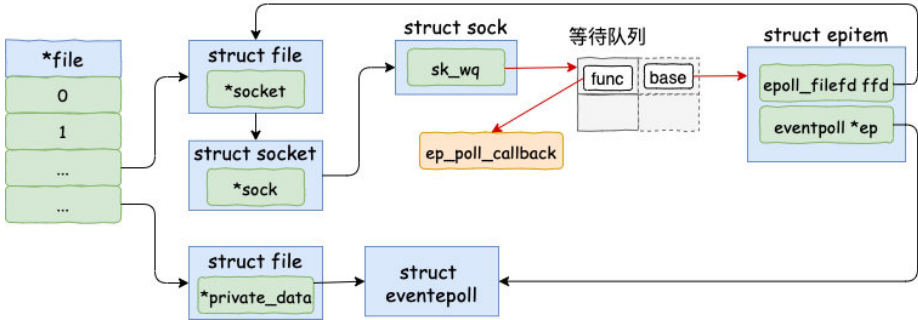 *file
0
1
...
...
struct file
*socket
struct socket
*sock
struct file
*private_data
struct sock
sk_wq
ep_poll_callback
等待队列
func
base
struct epitem
epoll_filefd ffd
eventpoll *ep
struct
eventepoll